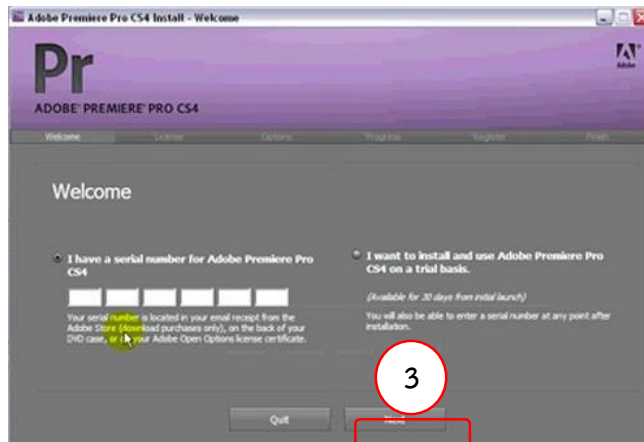 Adobe Premiere Pro CS4 Install - Welcome
Pr
Adobe
ADOBE® PREMIERE® PRO CS4
Welcome License Options Progress Register Finish
Welcome
I have a serial number for Adobe Premiere Pro
CS4
Your serial number is located in your email receipt from the
Adobe Store (download purchases only), on the back of your
DVD case, or on your Adobe Open Options license certificate.
I want to install and use Adobe Premiere Pro
CS4 on a trial basis.
(Available for 30 days from initial launch)
You will also be able to enter a serial number at any point after
installation.
3
Quit Next